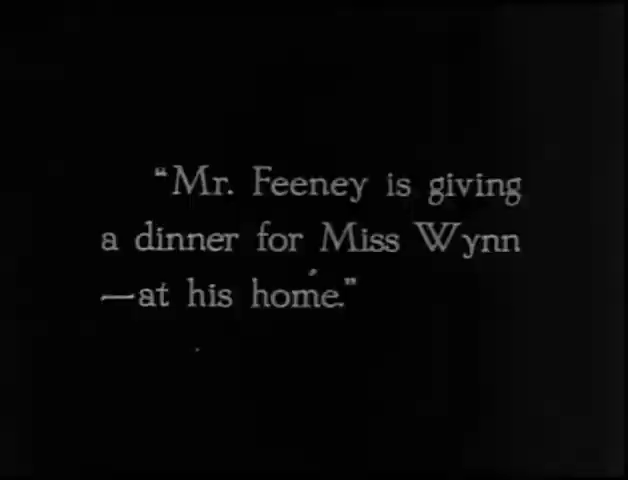 “Mr. Feeney is giving
a dinner for Miss Wynn
—at his home.”